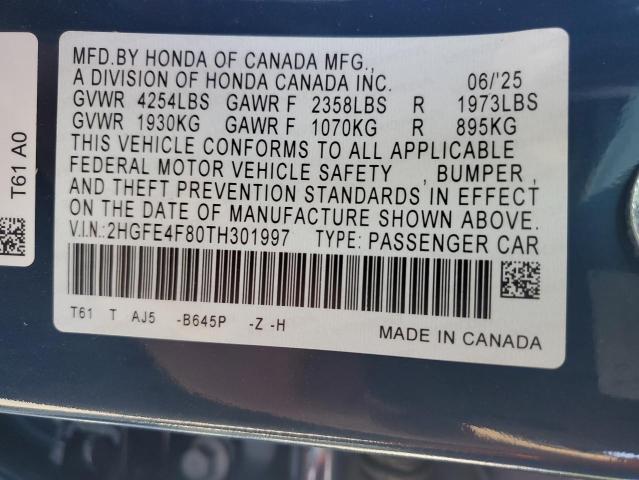 MFD.BY HONDA OF CANADA MFG.,
A DIVISION OF HONDA CANADA INC. 06/'25
GVWR 4254LBS GAWR F 2358LBS R 1973LBS
GVWR 1930KG GAWR F 1070KG R 895KG
THIS VEHICLE CONFORMS TO ALL APPLICABLE
FEDERAL MOTOR VEHICLE SAFETY , BUMPER ,
AND THEFT PREVENTION STANDARDS IN EFFECT
ON THE DATE OF MANUFACTURE SHOWN ABOVE.
V.I.N.:2HGFE4F80TH301997 TYPE: PASSENGER CAR
T61 T AJ5 -B645P -Z -H
MADE IN CANADA
T61 A0